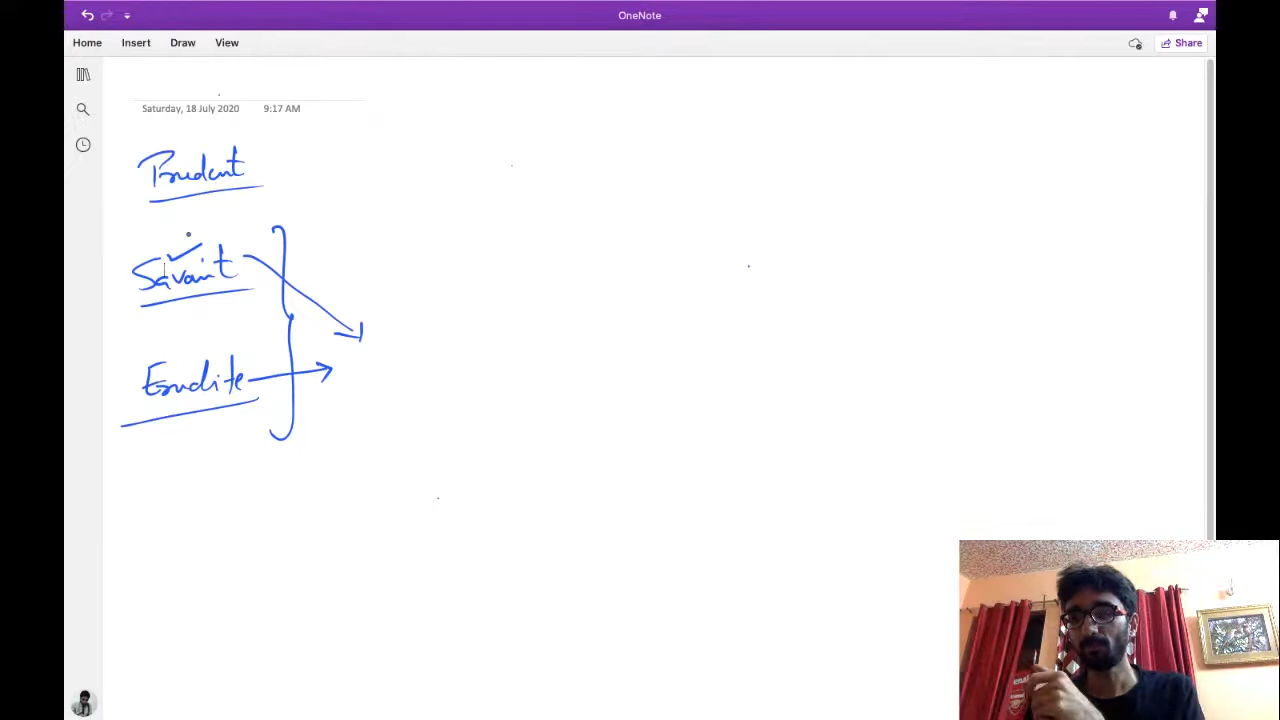 OneNote
Home Insert Draw View Share
Saturday, 18 July 2020 9:17 AM
Prudent
Savant
Erudite